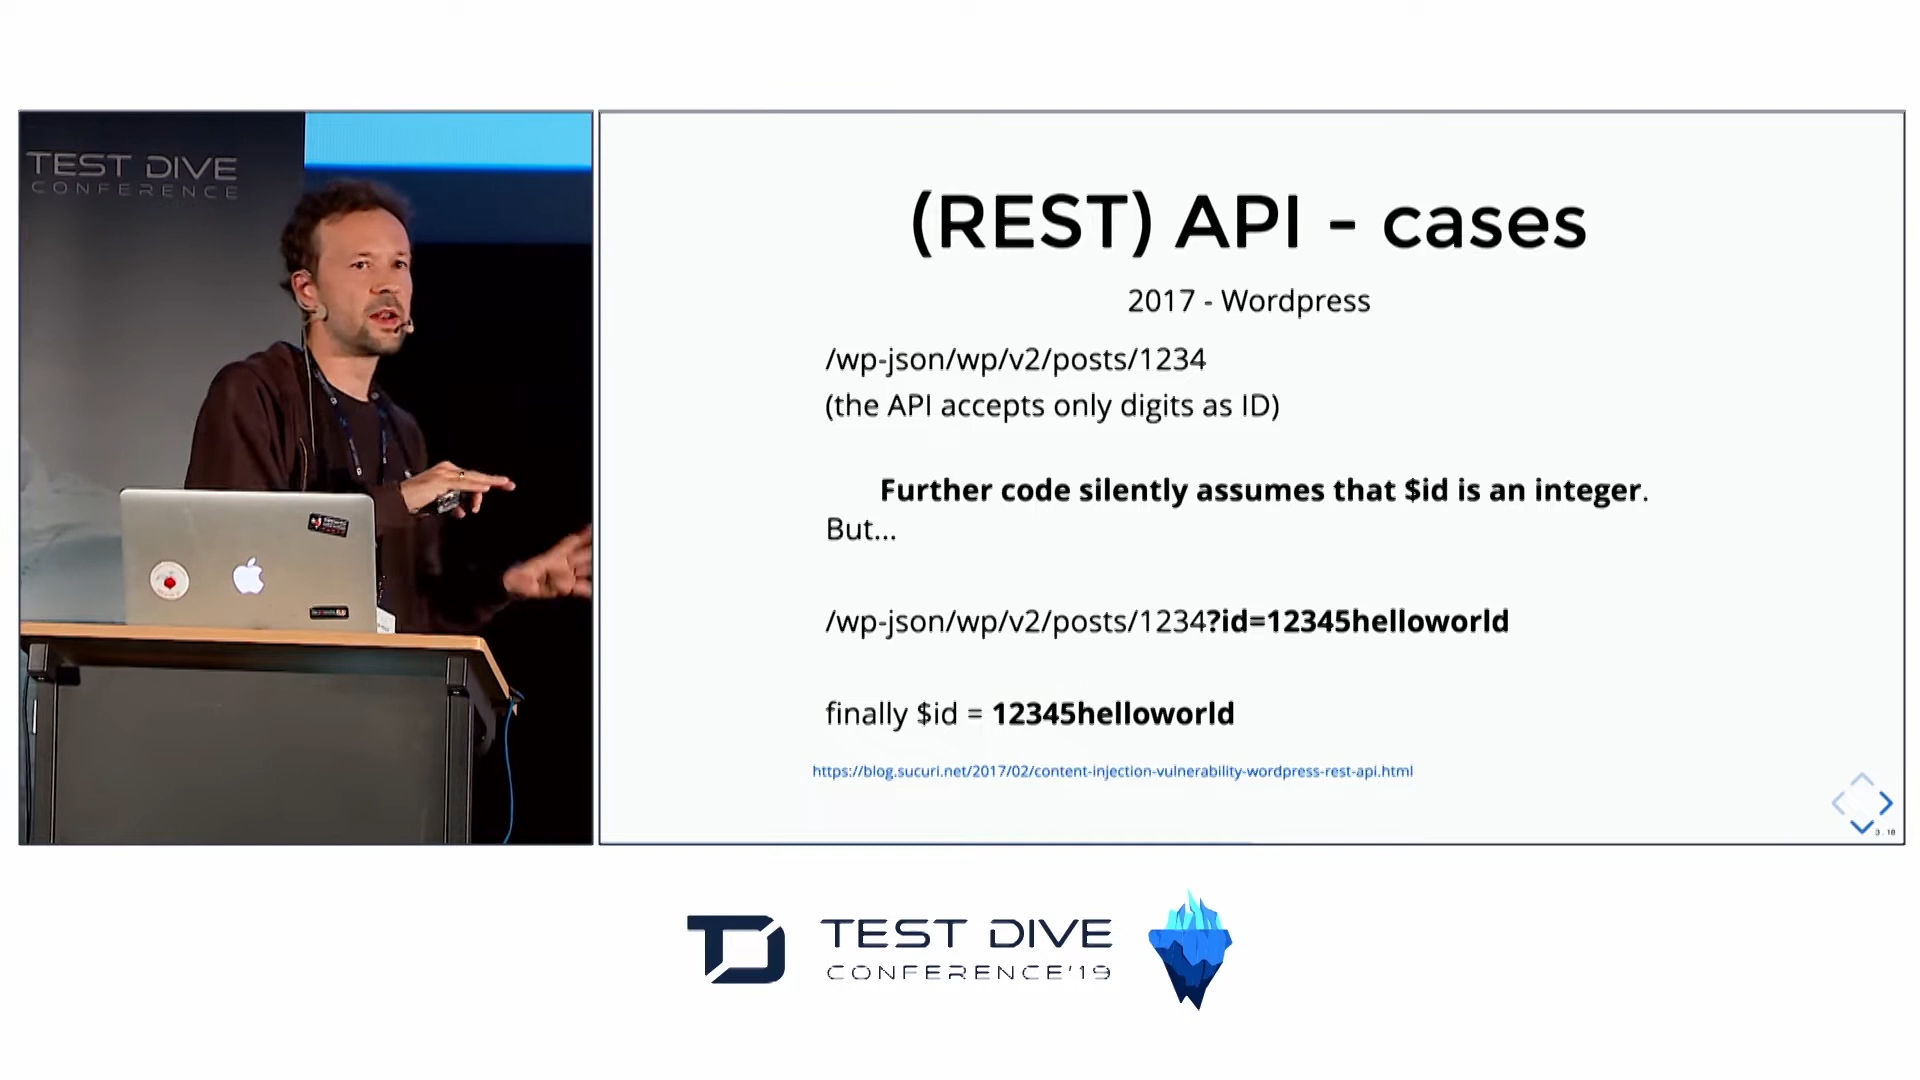 TEST DIVE
CONFERENCE
(REST) API - cases
2017 - Wordpress
/wp-json/wp/v2/posts/1234
(the API accepts only digits as ID)
Further code silently assumes that $id is an integer.
But...
/wp-json/wp/v2/posts/1234?id=12345helloworld
finally $id = 12345helloworld
https://blog.sucuri.net/2017/02/content-injection-vulnerability-wordpress-rest-api.html
3.18
TD TEST DIVE
CONFERENCE'19